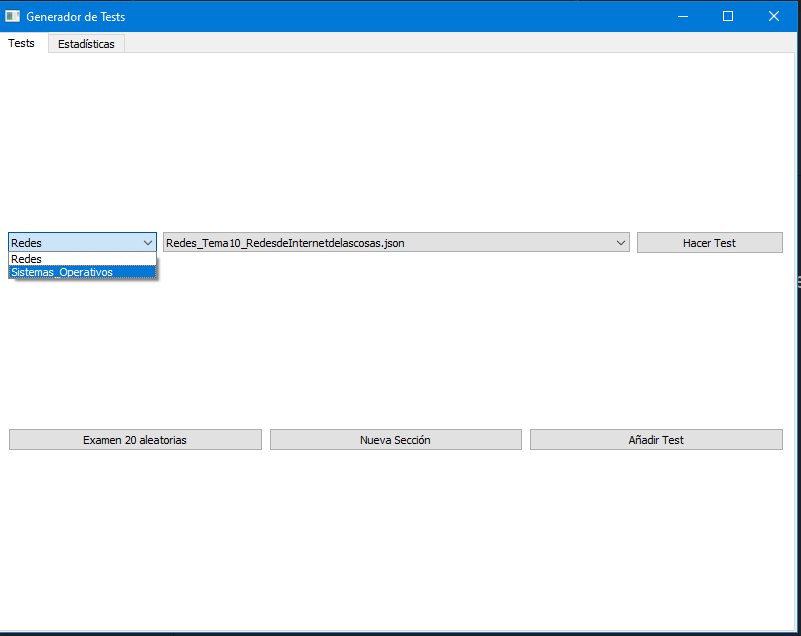 Generador de Tests
Tests Estadísticas
Redes Redes_Tema10_RedesdeInternetdelascosas.json Hacer Test
Redes
Sistemas_Operativos
Examen 20 aleatorias Nueva Sección Añadir Test